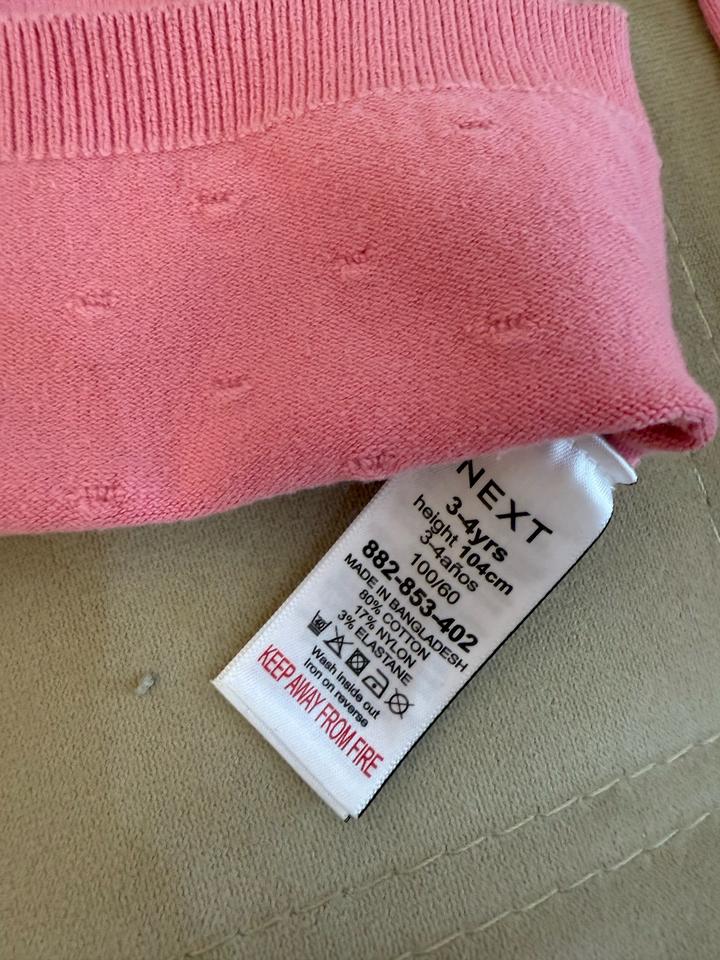 NEXT
3-4yrs
height 104cm
3-4años
100/60
882-853-402
MADE IN BANGLADESH
80% COTTON
17% NYLON
3% ELASTANE
Wash inside out
Iron on reverse
KEEP AWAY FROM FIRE